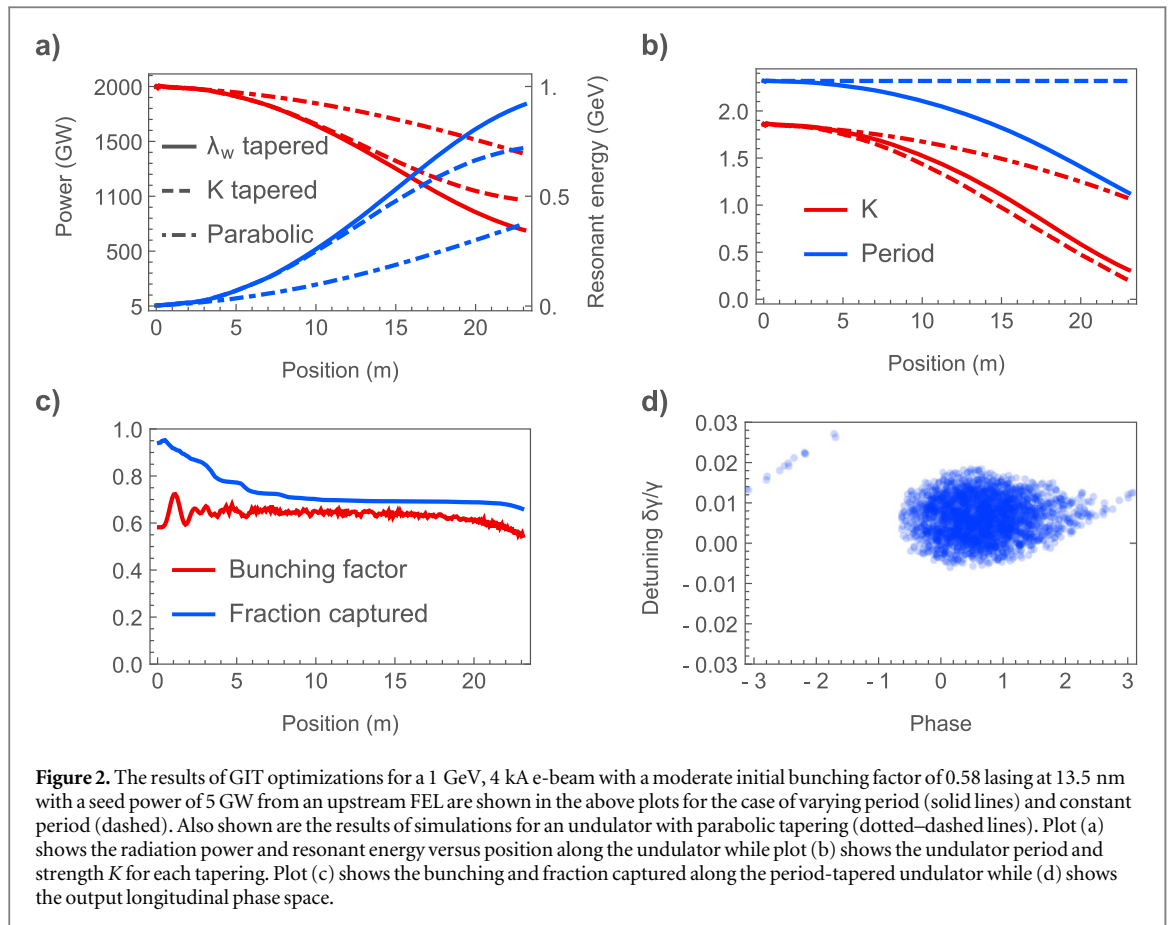 a)
2000
1500
1100
500
5
Power (GW)
λw tapered
K tapered
Parabolic
1.
0.5
0.
Resonant energy (GeV)
0 5 10 15 20
Position (m)
b)
2.0
1.5
1.0
0.5
0.0
K
Period
0 5 10 15 20
Position (m)
c)
1.0
0.8
0.6
0.4
0.2
0.0
Bunching factor
Fraction captured
0 5 10 15 20
Position (m)
d)
0.03
0.02
0.01
0.00
- 0.01
- 0.02
- 0.03
Detuning δγ/γ
- 3 - 2 - 1 0 1 2 3
Phase
Figure 2. The results of GIT optimizations for a 1 GeV, 4 kA e-beam with a moderate initial bunching factor of 0.58 lasing at 13.5 nm
with a seed power of 5 GW from an upstream FEL are shown in the above plots for the case of varying period (solid lines) and constant
period (dashed). Also shown are the results of simulations for an undulator with parabolic tapering (dotted–dashed lines). Plot (a)
shows the radiation power and resonant energy versus position along the undulator while plot (b) shows the undulator period and
strength K for each tapering. Plot (c) shows the bunching and fraction captured along the period-tapered undulator while (d) shows
the output longitudinal phase space.